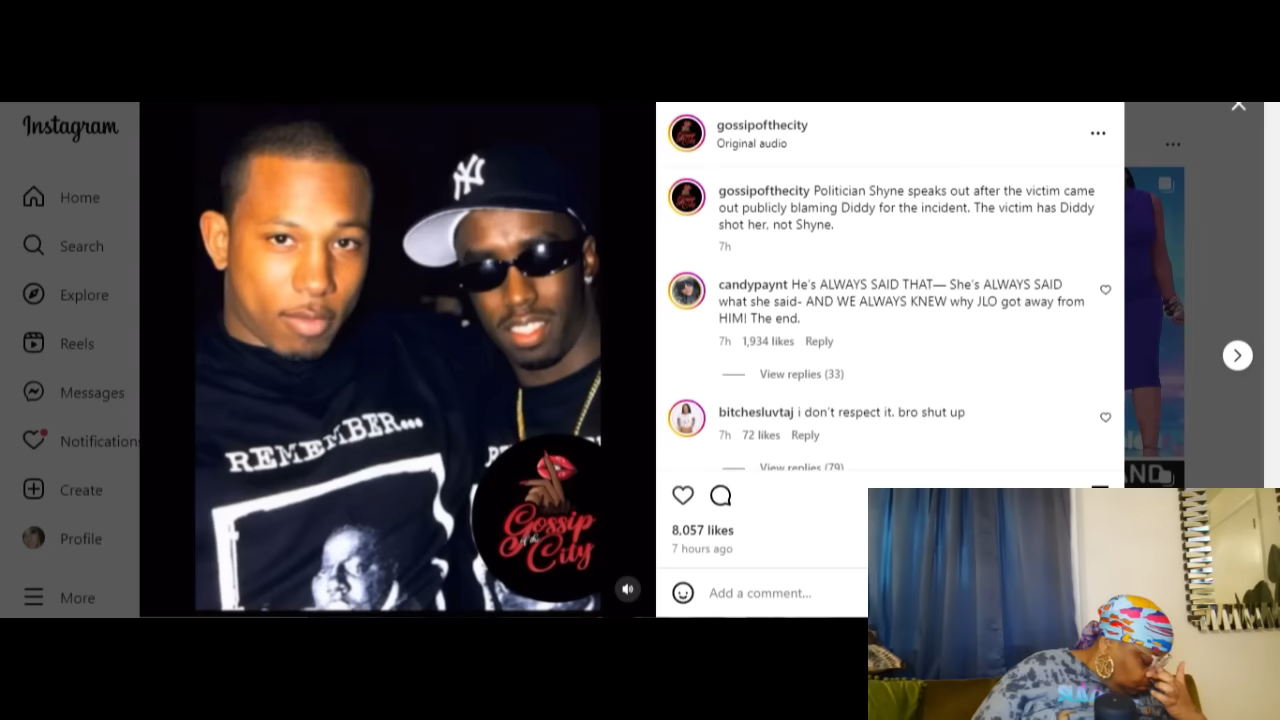 Instagram
Home
Search
Explore
Reels
Messages
Notifications
Create
Profile
More
NY
REMEMBER...
Gossip
of the
City
gossipofthecity
Original audio
gossipofthecity Politician Shyne speaks out after the victim came
out publicly blaming Diddy for the incident. The victim has Diddy
shot her, not Shyne.
7h
candypaynt He's ALWAYS SAID THAT— She's ALWAYS SAID
what she said- AND WE ALWAYS KNEW why JLO got away from
HIM! The end.
7h 1,934 likes Reply
View replies (33)
bitchesluvtaj i don't respect it. bro shut up
7h 72 likes Reply
View replies (79)
8,057 likes
7 hours ago
Add a comment...
AND